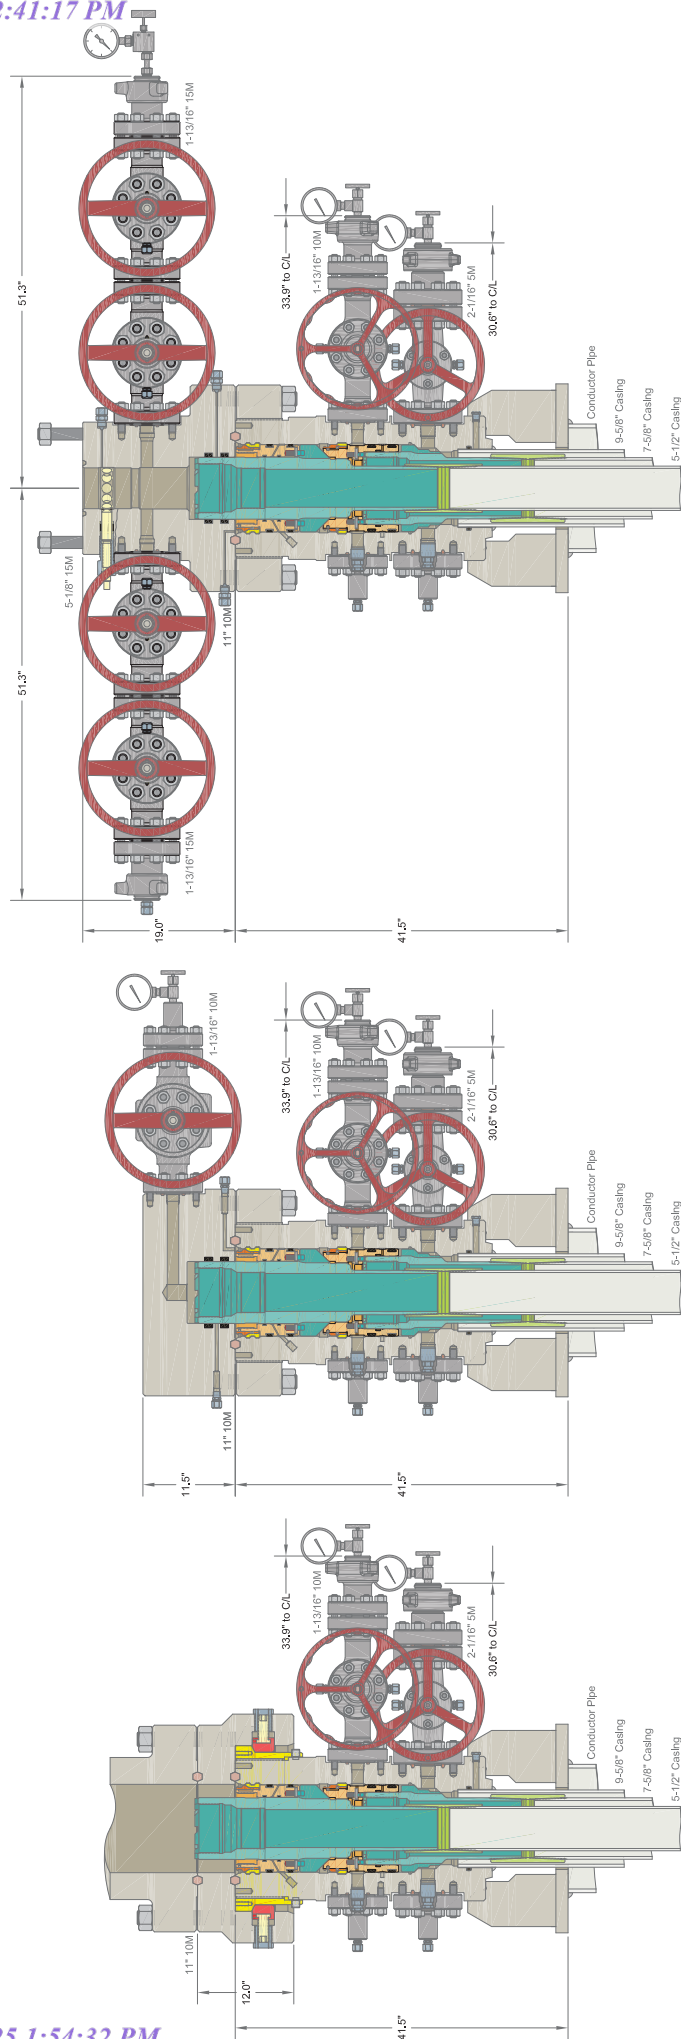 2:41:17 PM
1-13/16" 15M
51.3"
33.9" to C/L
1-13/16" 10M
2-1/16" 5M
30.6" to C/L
Conductor Pipe
9-5/8" Casing
7-5/8" Casing
5-1/2" Casing
5-1/8" 15M
11" 10M
51.3"
1-13/16" 15M
19.0"
41.5"
1-13/16" 10M
33.9" to C/L
1-13/16" 10M
2-1/16" 5M
30.6" to C/L
Conductor Pipe
9-5/8" Casing
7-5/8" Casing
5-1/2" Casing
11" 10M
11.5"
41.5"
33.9" to C/L
1-13/16" 10M
2-1/16" 5M
30.6" to C/L
Conductor Pipe
9-5/8" Casing
7-5/8" Casing
5-1/2" Casing
11" 10M
12.0"
41.5"
25 1:54:32 PM